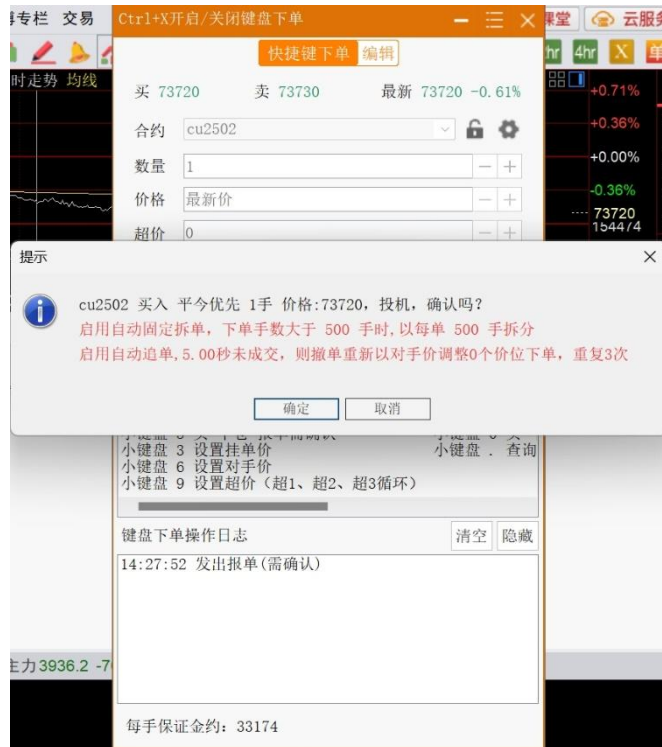 专栏 交易
Ctrl+X开启/关闭键盘下单
课堂 云服务
快捷键下单 编辑
hr 4hr X 单
时走势 均线
买 73720 卖 73730 最新 73720 -0.61%
合约 cu2502
数量 1
价格 最新价
超价 0
+0.71%
+0.36%
+0.00%
-0.36%
73720
154474
提示
cu2502 买入 平今优先 1手 价格:73720，投机，确认吗？
启用自动固定拆单，下单手数大于 500 手时,以每单 500 手拆分
启用自动追单,5.00秒未成交，则撤单重新以对手价调整0个价位下单，重复3次
确定 取消
小键盘 3 设置挂单价 小键盘 . 查询
小键盘 6 设置对手价
小键盘 9 设置超价（超1、超2、超3循环）
键盘下单操作日志 清空 隐藏
14:27:52 发出报单(需确认)
主力3936.2
每手保证金约: 33174